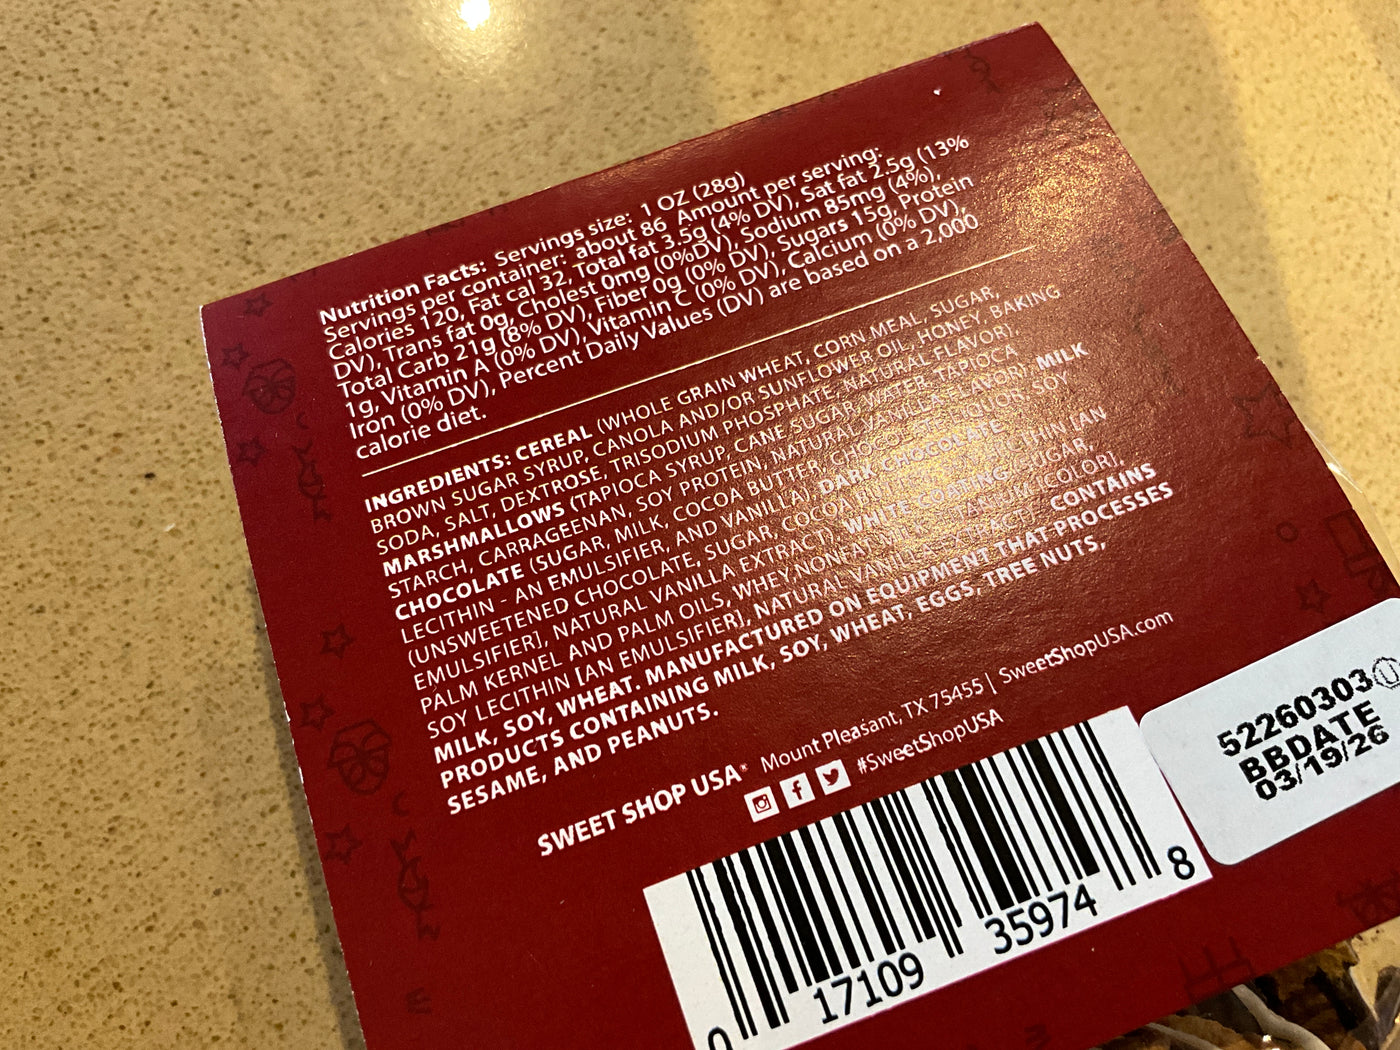 Nutrition Facts: Servings size: 1 OZ (28g)
Servings per container: about 86 Amount per serving:
Calories 120, Fat cal 32, Total fat 3.5g (4% DV), Sat fat 2.5g (13%
DV), Trans fat 0g, Cholest 0mg (0%DV), Sodium 85mg (4%),
Total Carb 21g (8% DV), Fiber 0g (0% DV), Sugars 15g, Protein
1g, Vitamin A (0% DV), Vitamin C (0% DV), Calcium (0% DV),
Iron (0% DV), Percent Daily Values (DV) are based on a 2,000
calorie diet.
INGREDIENTS: CEREAL (WHOLE GRAIN WHEAT, CORN MEAL, SUGAR,
BROWN SUGAR SYRUP, CANOLA AND/OR SUNFLOWER OIL, HONEY, BAKING
SODA, SALT, DEXTROSE, TRISODIUM PHOSPHATE, NATURAL FLAVOR),
MARSHMALLOWS (TAPIOCA SYRUP, CANE SUGAR, WATER, TAPIOCA
STARCH, CARRAGEENAN, SOY PROTEIN, NATURAL VANILLA FLAVOR), MILK
CHOCOLATE (SUGAR, MILK, COCOA BUTTER, CHOCOLATE LIQUOR, SOY
LECITHIN - AN EMULSIFIER, AND VANILLA), DARK CHOCOLATE
(UNSWEETENED CHOCOLATE, SUGAR, COCOA BUTTER, SOY LECITHIN [AN
EMULSIFIER], NATURAL VANILLA EXTRACT), WHITE COATING (SUGAR,
PALM KERNEL AND PALM OILS, WHEY, NONFAT MILK, [COLOR],
SOY LECITHIN [AN EMULSIFIER], NATURAL VANILLA EXTRACT). CONTAINS
MILK, SOY, WHEAT. MANUFACTURED ON EQUIPMENT THAT PROCESSES
PRODUCTS CONTAINING MILK, SOY, WHEAT, EGGS, TREE NUTS,
SESAME, AND PEANUTS.
SWEET SHOP USA® Mount Pleasant, TX 75455 | SweetShopUSA.com
#SweetShopUSA
52260303 U
BBDATE
03/19/26
0 17109 35974 8